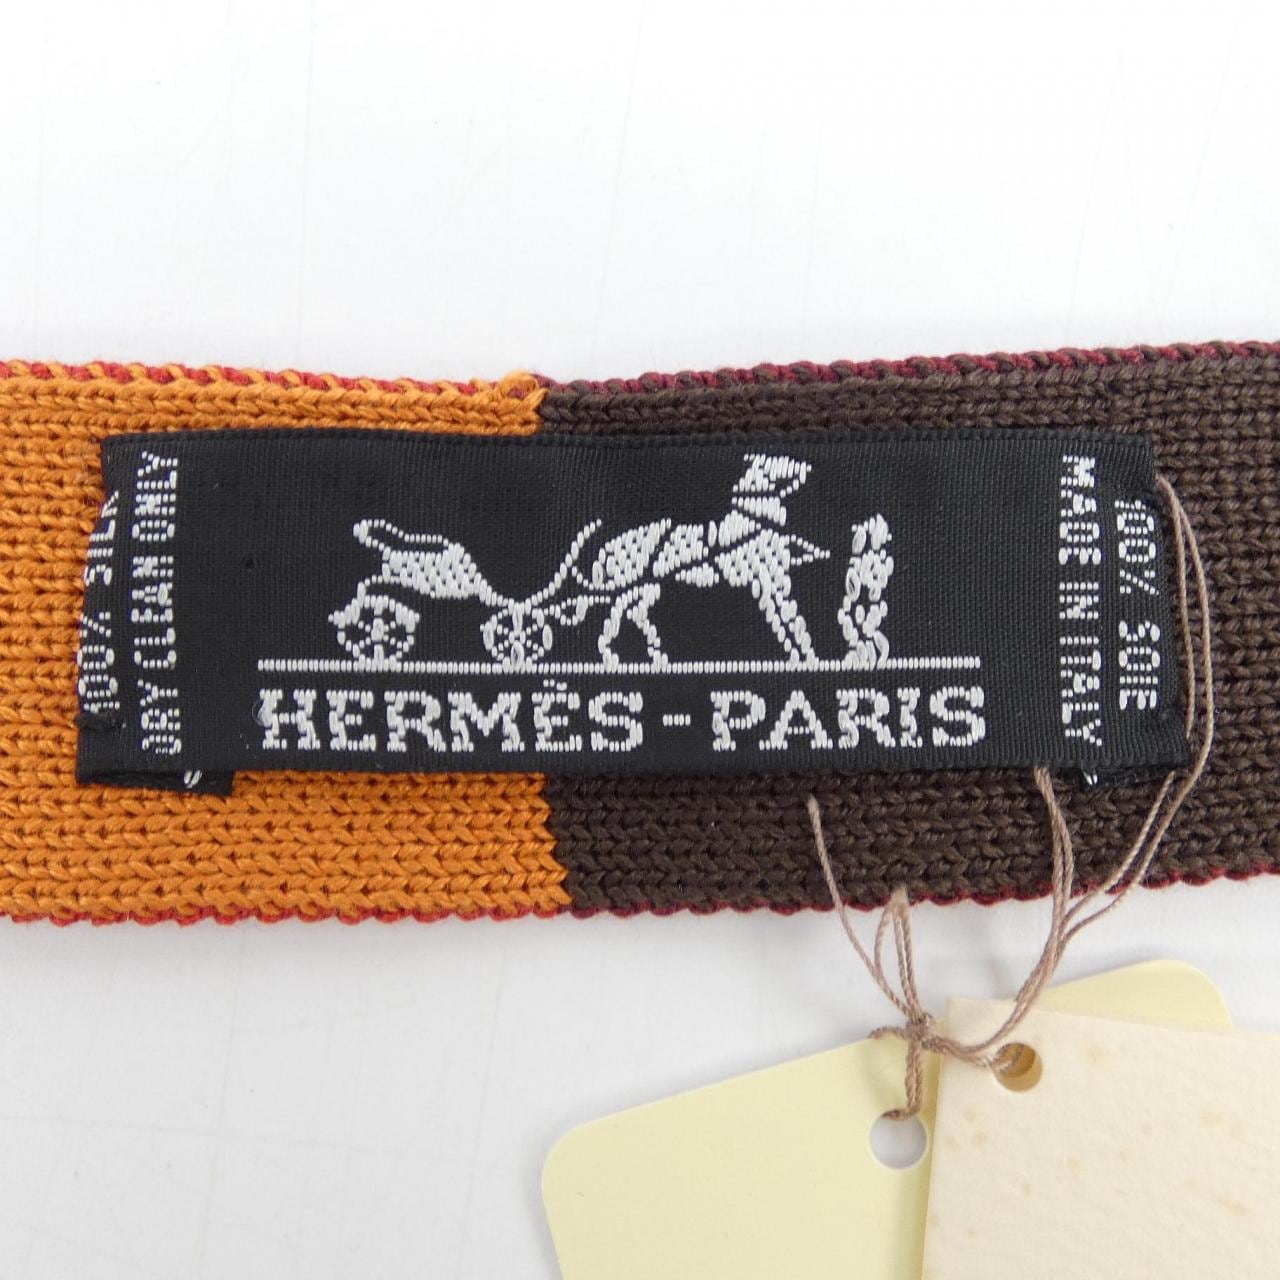 100% SILK
DRY CLEAN ONLY
HERMÈS-PARIS
100% SOIE
MADE IN ITALY